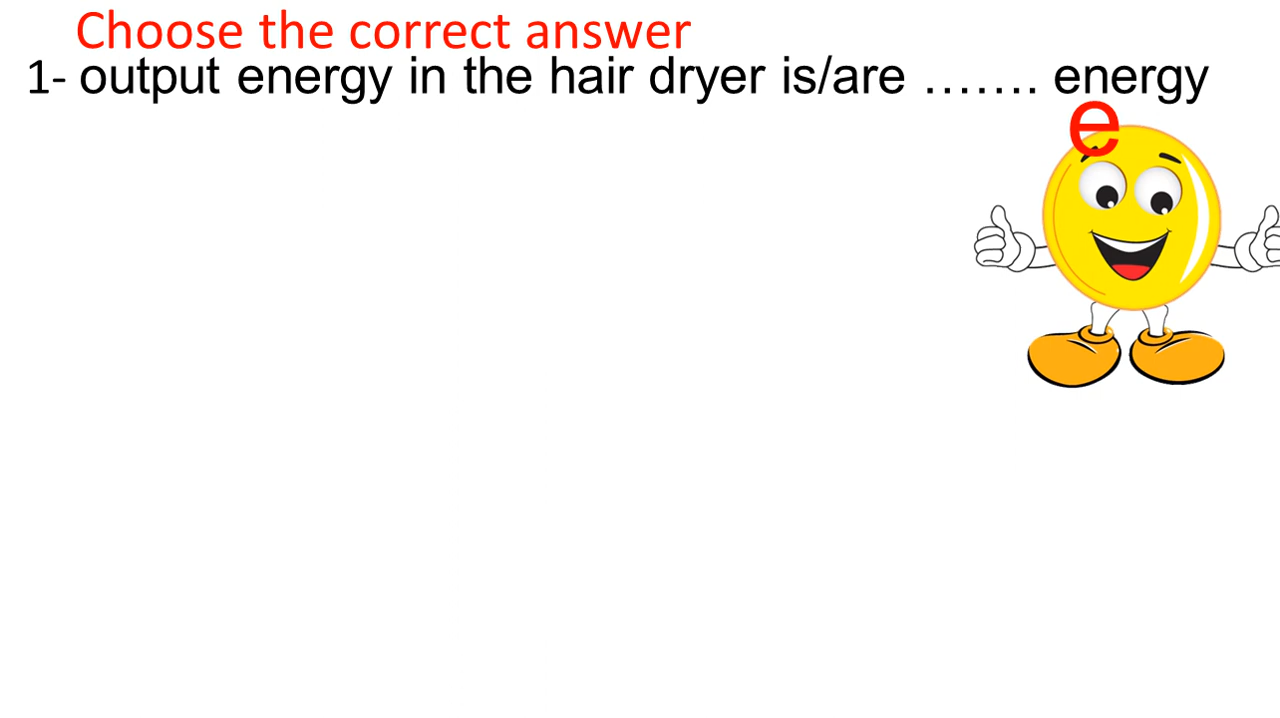 Choose the correct answer
1- output energy in the hair dryer is/are ……. energy
e